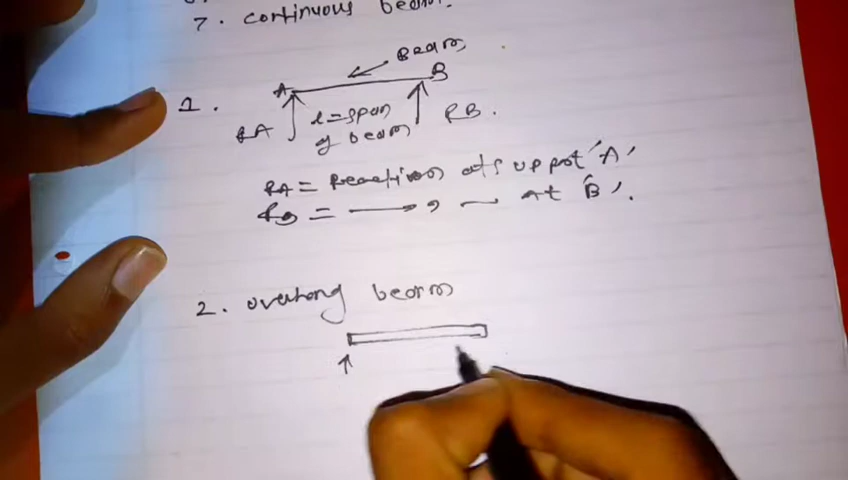 7. continuous beam.
Beam
1.
A B
RA l=span RB.
of beam
RA = Reaction at support 'A'
RB = —— , — at 'B'.
2. overhang beam